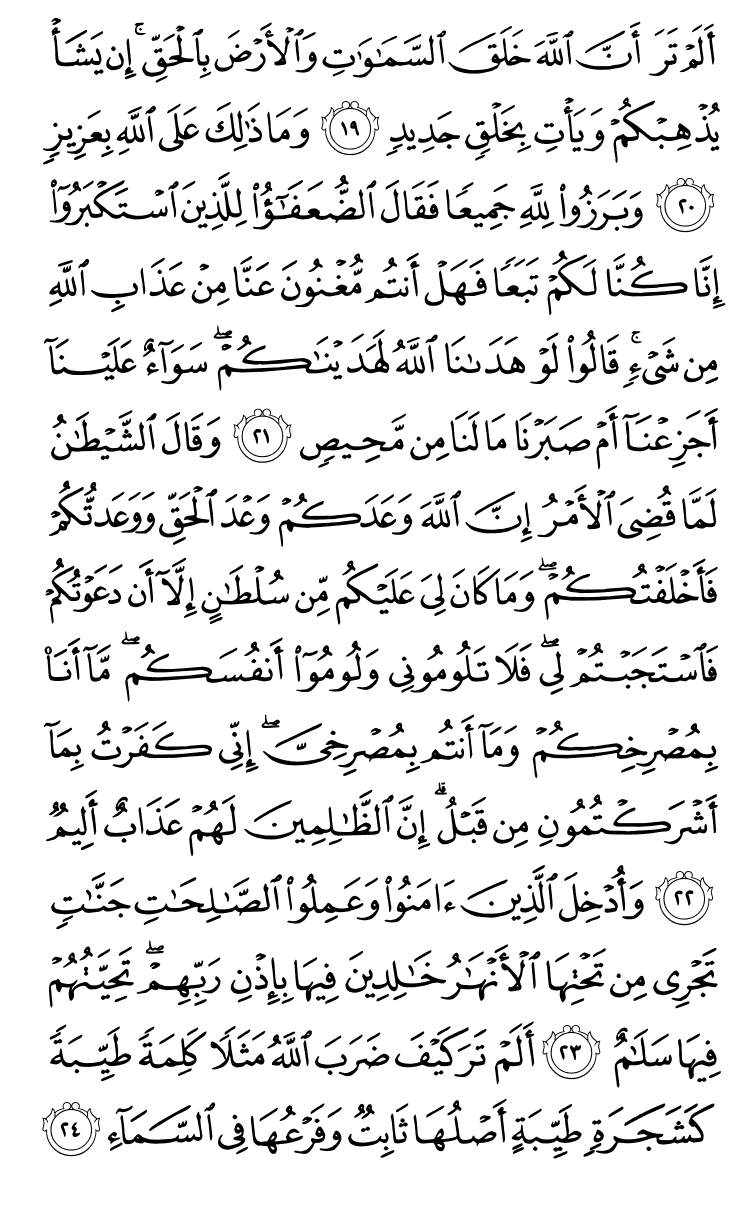 أَلَمْ تَرَ أَنَّ ٱللَّهَ خَلَقَ ٱلسَّمَٰوَٰتِ وَٱلْأَرْضَ بِٱلْحَقِّ ۚ إِن يَشَأْ
يُذْهِبْكُمْ وَيَأْتِ بِخَلْقٍ جَدِيدٍ ١٩ وَمَا ذَٰلِكَ عَلَى ٱللَّهِ بِعَزِيزٍ
٢٠ وَبَرَزُوا۟ لِلَّهِ جَمِيعًا فَقَالَ ٱلضُّعَفَـٰٓؤُا۟ لِلَّذِينَ ٱسْتَكْبَرُوٓا۟
إِنَّا كُنَّا لَكُمْ تَبَعًا فَهَلْ أَنتُم مُّغْنُونَ عَنَّا مِنْ عَذَابِ ٱللَّهِ
مِن شَىْءٍ ۚ قَالُوا۟ لَوْ هَدَىٰنَا ٱللَّهُ لَهَدَيْنَـٰكُمْ ۖ سَوَآءٌ عَلَيْنَآ
أَجَزِعْنَآ أَمْ صَبَرْنَا مَا لَنَا مِن مَّحِيصٍ ٢١ وَقَالَ ٱلشَّيْطَـٰنُ
لَمَّا قُضِىَ ٱلْأَمْرُ إِنَّ ٱللَّهَ وَعَدَكُمْ وَعْدَ ٱلْحَقِّ وَوَعَدتُّكُمْ
فَأَخْلَفْتُكُمْ ۖ وَمَا كَانَ لِىَ عَلَيْكُم مِّن سُلْطَـٰنٍ إِلَّآ أَن دَعَوْتُكُمْ
فَٱسْتَجَبْتُمْ لِى ۖ فَلَا تَلُومُونِى وَلُومُوٓا۟ أَنفُسَكُم ۖ مَّآ أَنَا۠
بِمُصْرِخِكُمْ وَمَآ أَنتُم بِمُصْرِخِىَّ ۖ إِنِّى كَفَرْتُ بِمَآ
أَشْرَكْتُمُونِ مِن قَبْلُ ۗ إِنَّ ٱلظَّـٰلِمِينَ لَهُمْ عَذَابٌ أَلِيمٌ
٢٢ وَأُدْخِلَ ٱلَّذِينَ ءَامَنُوا۟ وَعَمِلُوا۟ ٱلصَّـٰلِحَـٰتِ جَنَّـٰتٍ
تَجْرِى مِن تَحْتِهَا ٱلْأَنْهَـٰرُ خَـٰلِدِينَ فِيهَا بِإِذْنِ رَبِّهِمْ ۖ تَحِيَّتُهُمْ
فِيهَا سَلَـٰمٌ ٢٣ أَلَمْ تَرَ كَيْفَ ضَرَبَ ٱللَّهُ مَثَلًا كَلِمَةً طَيِّبَةً
كَشَجَرَةٍ طَيِّبَةٍ أَصْلُهَا ثَابِتٌ وَفَرْعُهَا فِى ٱلسَّمَآءِ ٢٤